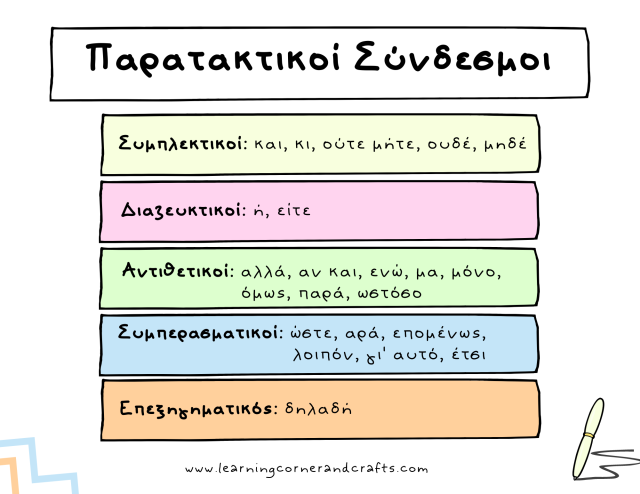 Παρατακτικοί Σύνδεσμοι
Συμπλεκτικοί: και, κι, ούτε μήτε, ουδέ, μηδέ
Διαζευκτικοί: ή, είτε
Αντιθετικοί: αλλά, αν και, ενώ, μα, μόνο,
όμως, παρά, ωστόσο
Συμπερασματικοί: ώστε, αρά, επομένως,
λοιπόν, γι' αυτό, έτσι
Επεξηγηματικός: δηλαδή
www.learningcornerandcrafts.com